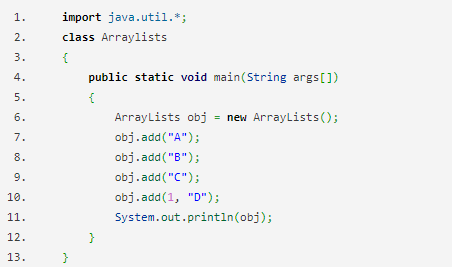 1. import java.util.*;
2. class Arraylists
3. {
4. public static void main(String args[])
5. {
6. ArrayLists obj = new ArrayLists();
7. obj.add("A");
8. obj.add("B");
9. obj.add("C");
10. obj.add(1, "D");
11. System.out.println(obj);
12. }
13. }